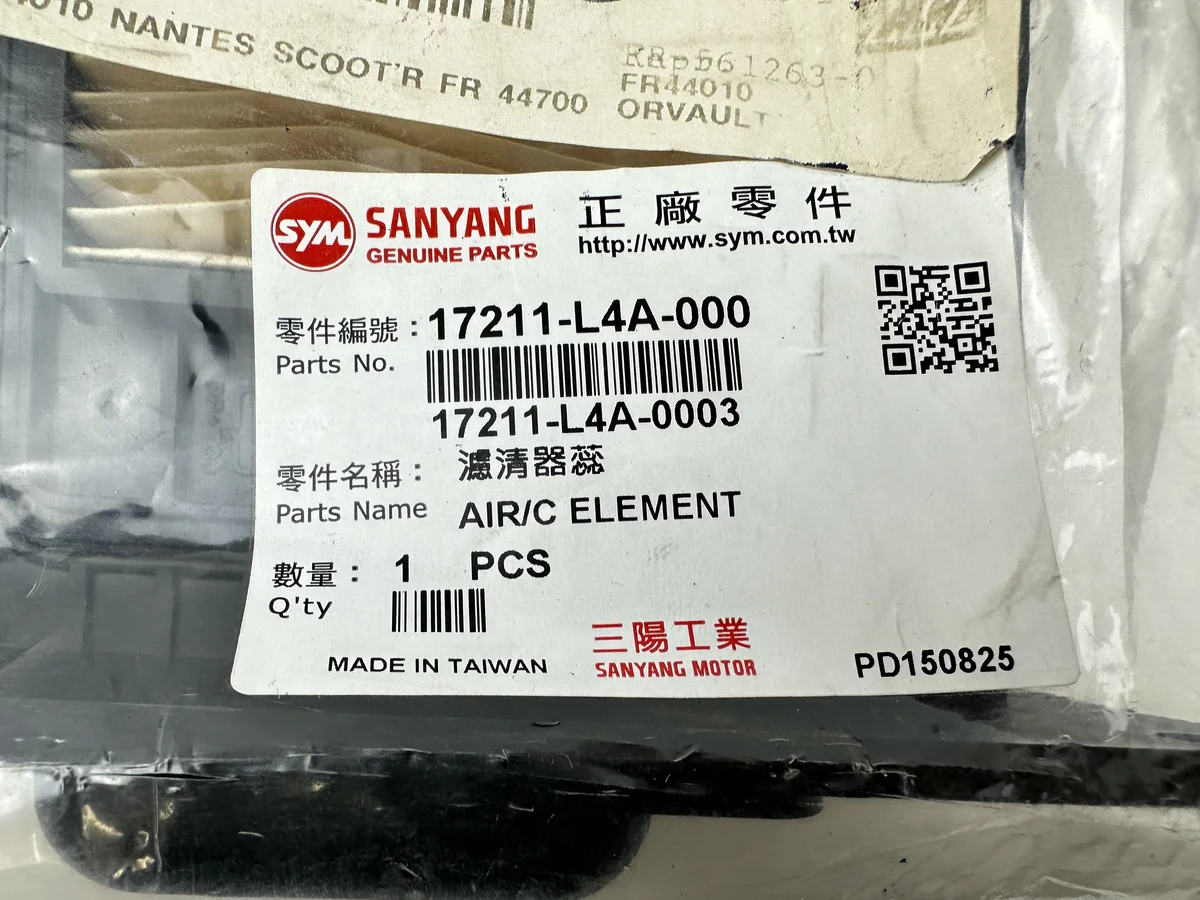 NANTES SCOOT'R FR 44700
FR44010
ORVAULT
SYM
SANYANG
GENUINE PARTS
正廠零件
http://www.sym.com.tw
零件編號：17211-L4A-000
Parts No.
17211-L4A-0003
零件名稱：濾清器蕊
Parts Name AIR/C ELEMENT
數量：1 PCS
Q'ty
MADE IN TAIWAN
三陽工業
SANYANG MOTOR
PD150825